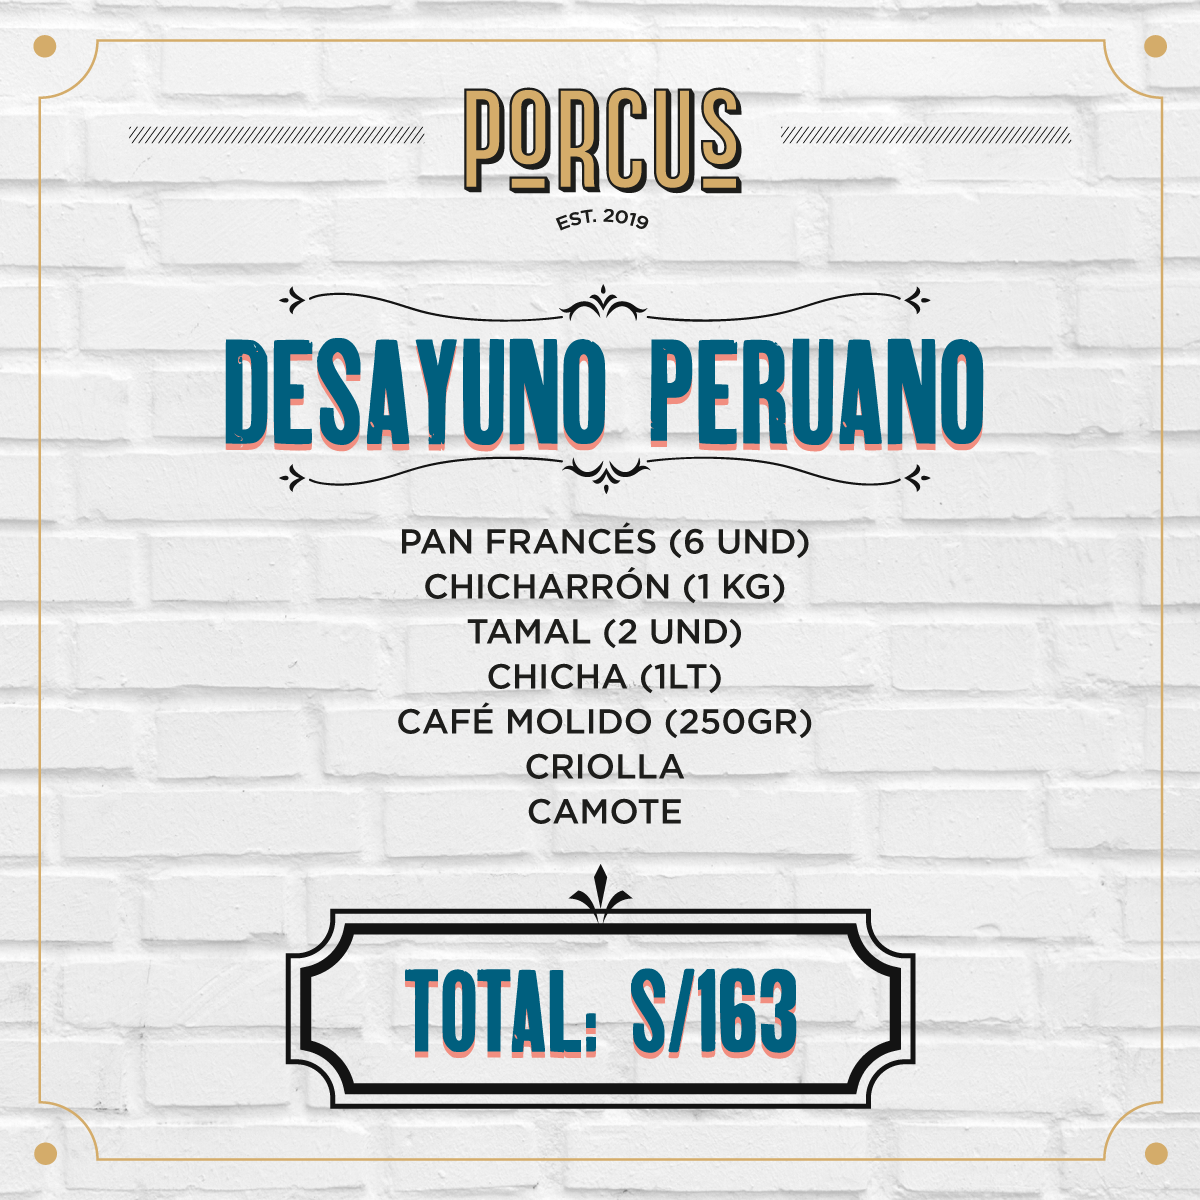 PORCUS
EST. 2019
DESAYUNO PERUANO
PAN FRANCÉS (6 UND)
CHICHARRÓN (1 KG)
TAMAL (2 UND)
CHICHA (1LT)
CAFÉ MOLIDO (250GR)
CRIOLLA
CAMOTE
TOTAL: S/163